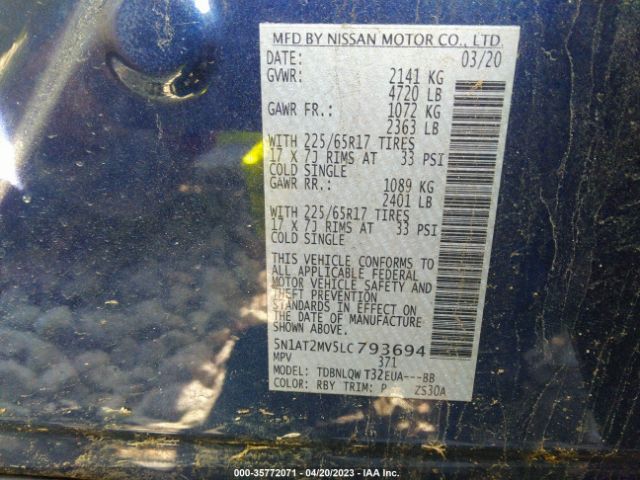 MFD BY NISSAN MOTOR CO., LTD
DATE: 03/20
GVWR: 2141 KG
4720 LB
GAWR FR.: 1072 KG
2363 LB
WITH 225/65R17 TIRES
17 X 7J RIMS AT 33 PSI
COLD SINGLE
GAWR RR.: 1089 KG
2401 LB
WITH 225/65R17 TIRES
17 X 7J RIMS AT 33 PSI
COLD SINGLE
THIS VEHICLE CONFORMS TO
ALL APPLICABLE FEDERAL
MOTOR VEHICLE SAFETY AND
THEFT PREVENTION
STANDARDS IN EFFECT ON
THE DATE OF MANUFACTURE
SHOWN ABOVE.
5N1AT2MV5LC793694
MPV 371
MODEL: TDBNLQW T32EUA---BB
COLOR: RBY TRIM: P ZS30A
000-35772071 - 04/20/2023 - IAA Inc.